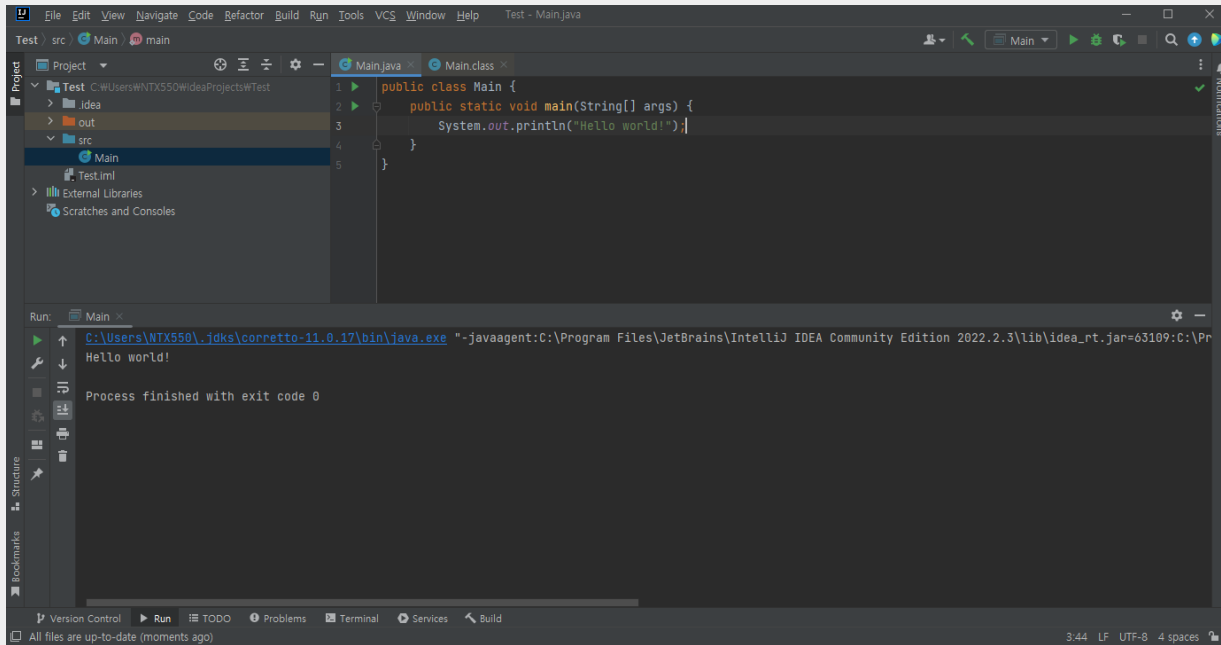 File Edit View Navigate Code Refactor Build Run Tools VCS Window Help Test - Main.java
Test src Main main
Main
Project
Project
Main.java
Main.class
Test C:₩Users₩NTX550₩IdeaProjects₩Test
.idea
out
src
Main
Test.iml
External Libraries
Scratches and Consoles
1 public class Main {
2 public static void main(String[] args) {
3 System.out.println("Hello world!");
4 }
5 }
Notifications
Run: Main
C:\Users\NTX550\.jdks\corretto-11.0.17\bin\java.exe "-javaagent:C:\Program Files\JetBrains\IntelliJ IDEA Community Edition 2022.2.3\lib\idea_rt.jar=63109:C:\Pr
Hello world!
Process finished with exit code 0
Structure
Bookmarks
Version Control Run TODO Problems Terminal Services Build
All files are up-to-date (moments ago)
3:44 LF UTF-8 4 spaces